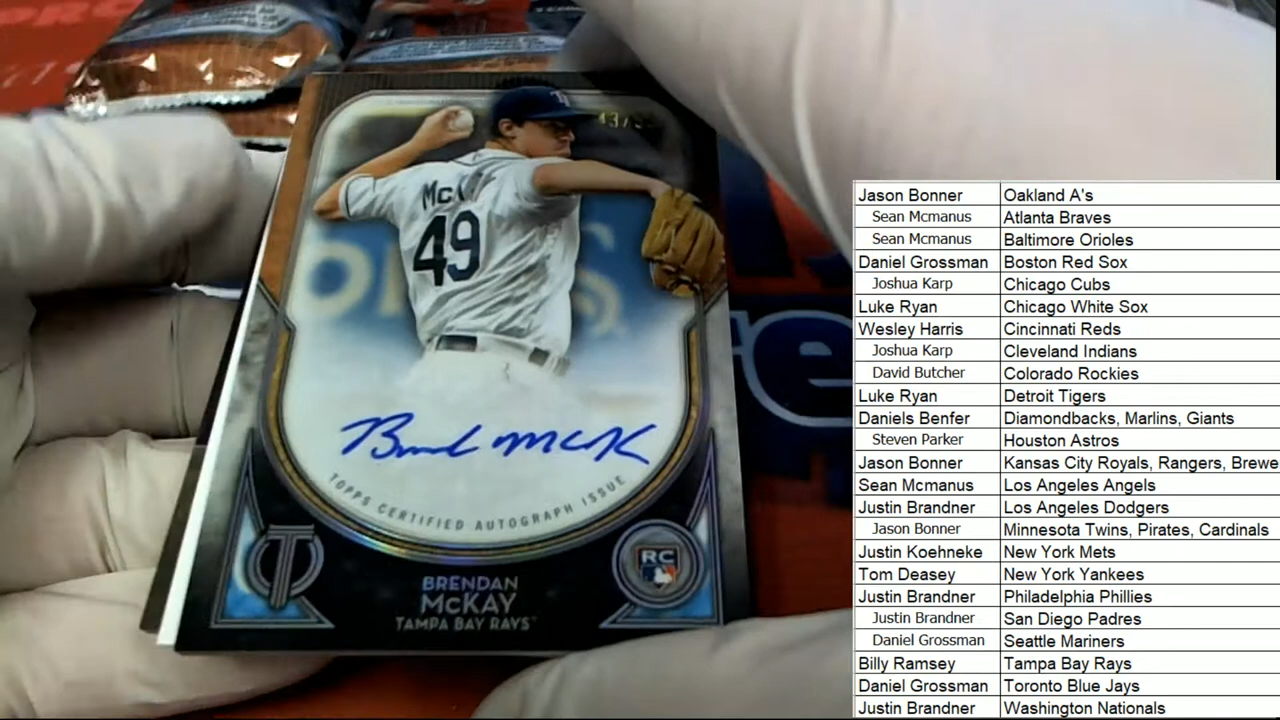 McK
49
TOPPS CERTIFIED AUTOGRAPH ISSUE
RC
BRENDAN
McKAY
TAMPA BAY RAYS™
Jason Bonner Oakland A's
Sean Mcmanus Atlanta Braves
Sean Mcmanus Baltimore Orioles
Daniel Grossman Boston Red Sox
Joshua Karp Chicago Cubs
Luke Ryan Chicago White Sox
Wesley Harris Cincinnati Reds
Joshua Karp Cleveland Indians
David Butcher Colorado Rockies
Luke Ryan Detroit Tigers
Daniels Benfer Diamondbacks, Marlins, Giants
Steven Parker Houston Astros
Jason Bonner Kansas City Royals, Rangers, Brewe
Sean Mcmanus Los Angeles Angels
Justin Brandner Los Angeles Dodgers
Jason Bonner Minnesota Twins, Pirates, Cardinals
Justin Koehneke New York Mets
Tom Deasey New York Yankees
Justin Brandner Philadelphia Phillies
Justin Brandner San Diego Padres
Daniel Grossman Seattle Mariners
Billy Ramsey Tampa Bay Rays
Daniel Grossman Toronto Blue Jays
Justin Brandner Washington Nationals